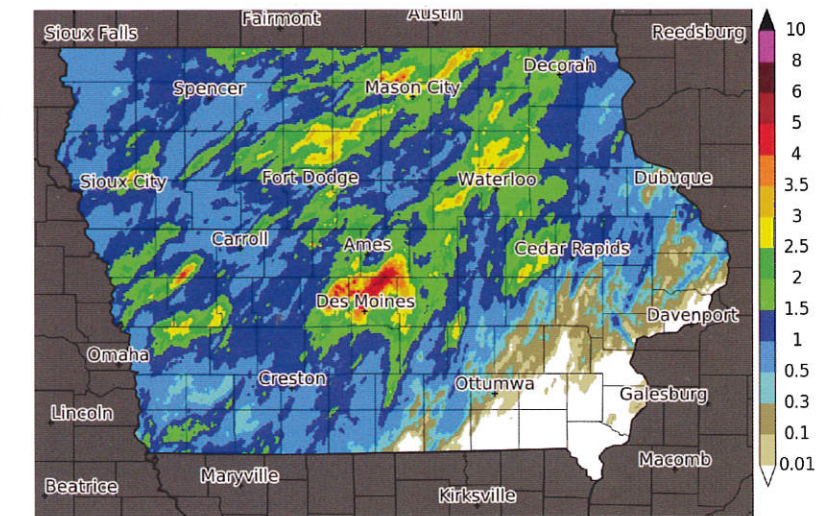 Fairmont
Austin
Sioux Falls
Reedsburg
Decorah
Spencer
Mason City
Sioux City
Fort Dodge
Waterloo
Dubuque
Carroll
Ames
Cedar Rapids
Des Moines
Davenport
Omaha
Creston
Ottumwa
Galesburg
Lincoln
Macomb
Maryville
Beatrice
Kirksville
10
8
6
5
4
3.5
3
2.5
2
1.5
1
0.5
0.3
0.1
0.01